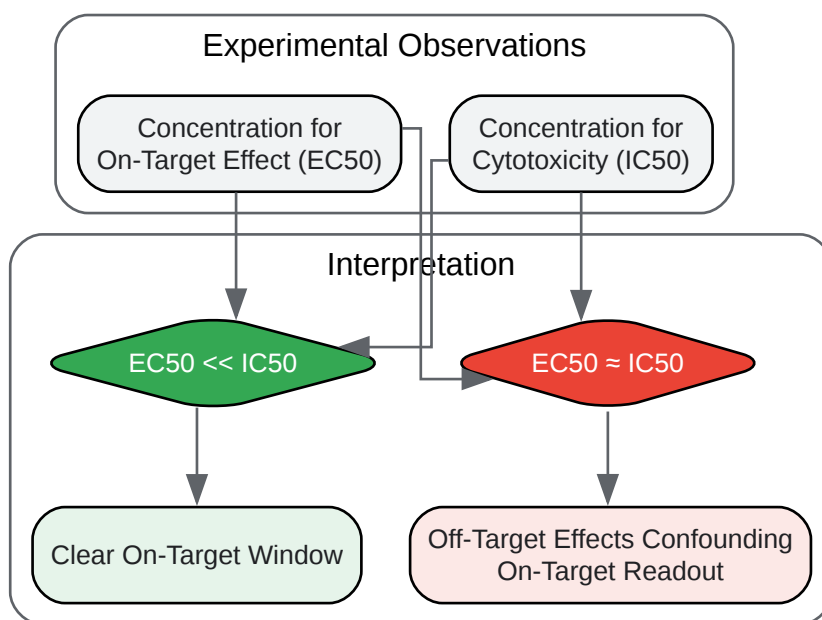 Experimental Observations
Concentration for
On-Target Effect (EC50)
Concentration for
Cytotoxicity (IC50)
Interpretation
EC50 << IC50
EC50 ≈ IC50
Clear On-Target Window
Off-Target Effects Confounding
On-Target Readout